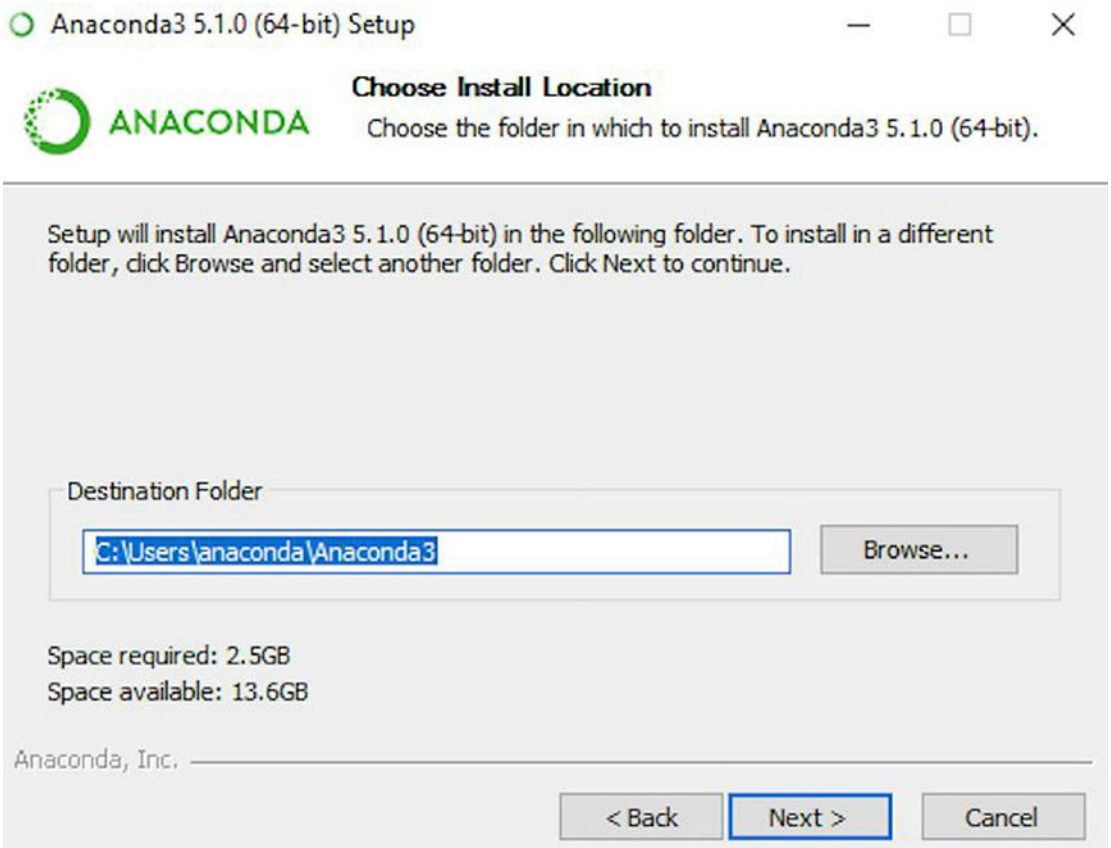 Anaconda3 5.1.0 (64-bit) Setup
ANACONDA
Choose Install Location
Choose the folder in which to install Anaconda3 5.1.0 (64-bit).
Setup will install Anaconda3 5.1.0 (64-bit) in the following folder. To install in a different
folder, click Browse and select another folder. Click Next to continue.
Destination Folder
C:\Users\anaconda\Anaconda3
Browse...
Space required: 2.5GB
Space available: 13.6GB
Anaconda, Inc.
< Back
Next >
Cancel